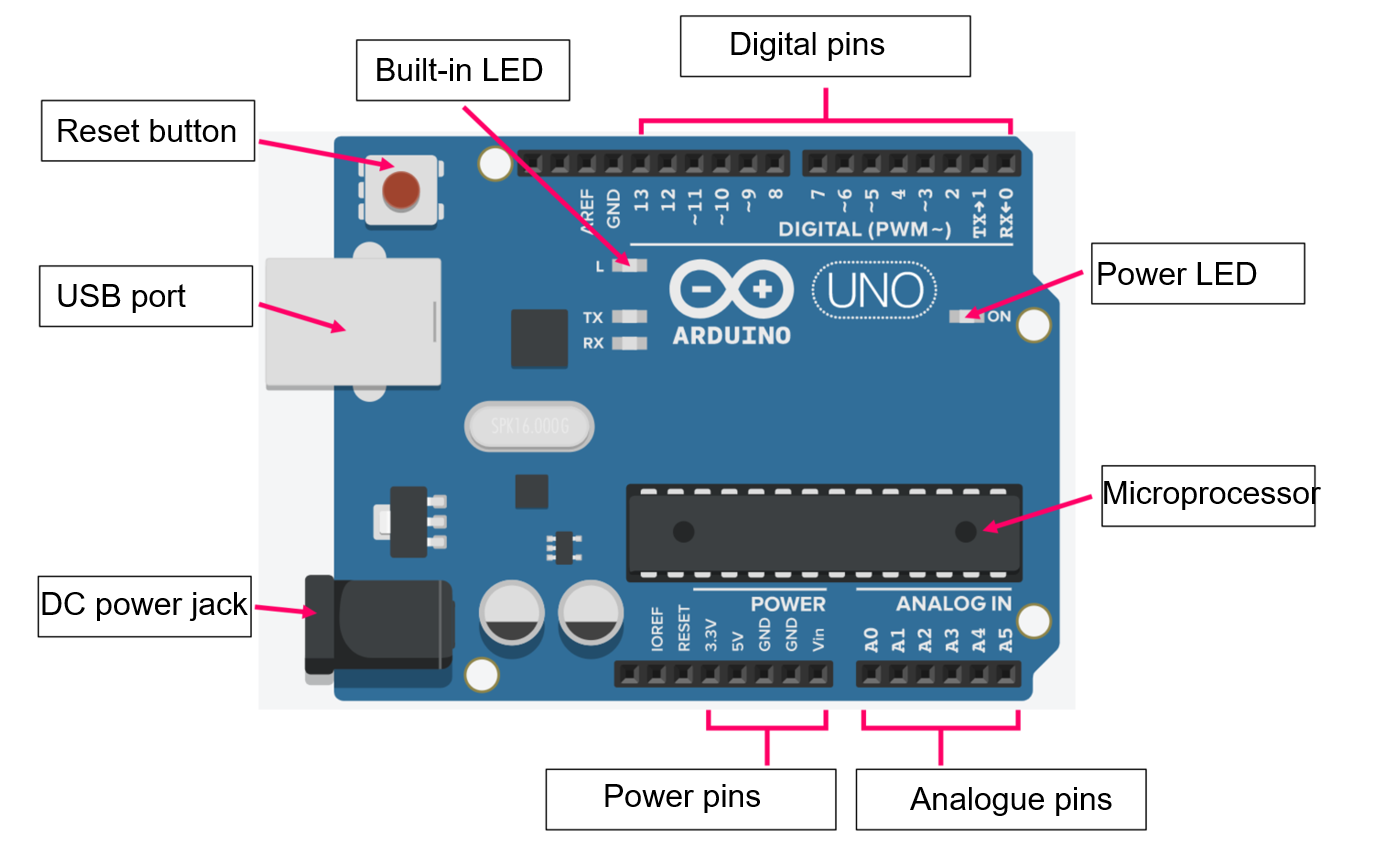 Digital pins
Built-in LED
Reset button
AREF
GND
13
12
~11
~10
~9
8
7
~6
~5
4
~3
2
TX→1
RX←0
DIGITAL (PWM~)
USB port
L
TX
RX
ARDUINO
UNO
ON
Power LED
SPK16.000G
Microprocessor
DC power jack
POWER
ANALOG IN
IOREF
RESET
3.3V
5V
GND
GND
Vin
A0
A1
A2
A3
A4
A5
Power pins
Analogue pins